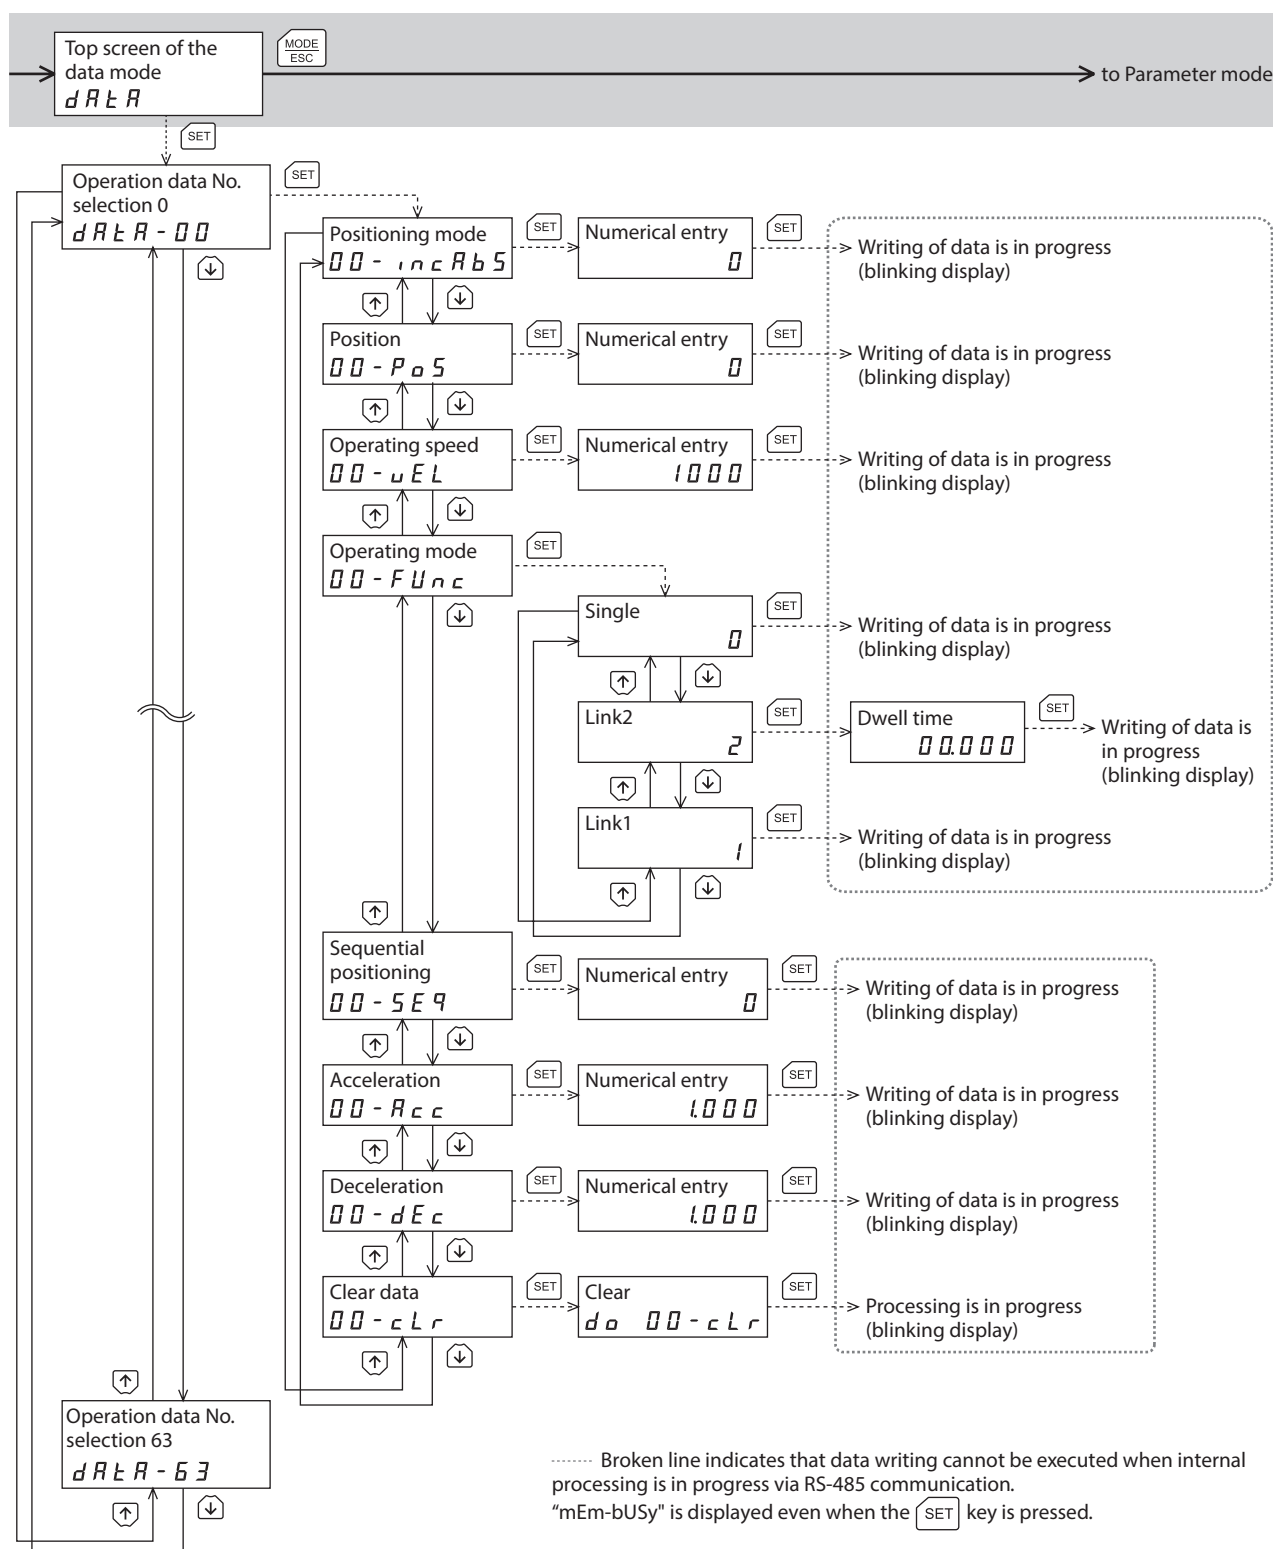 Top screen of the
data mode
dAtA
MODE
ESC
to Parameter mode
SET
Operation data No.
selection 0
dAtA-00
SET
Positioning mode
00-incAbS
SET
Numerical entry
0
SET
Writing of data is in progress
(blinking display)
Position
00-PoS
SET
Numerical entry
0
SET
Writing of data is in progress
(blinking display)
Operating speed
00-vEL
SET
Numerical entry
1000
SET
Writing of data is in progress
(blinking display)
Operating mode
00-FUnc
SET
Single
0
SET
Writing of data is in progress
(blinking display)
Link2
2
SET
Dwell time
00.000
SET
Writing of data is
in progress
(blinking display)
Link1
1
SET
Writing of data is in progress
(blinking display)
Sequential
positioning
00-SEq
SET
Numerical entry
0
SET
Writing of data is in progress
(blinking display)
Acceleration
00-Acc
SET
Numerical entry
1.000
SET
Writing of data is in progress
(blinking display)
Deceleration
00-dEc
SET
Numerical entry
1.000
SET
Writing of data is in progress
(blinking display)
Clear data
00-cLr
SET
Clear
do 00-cLr
SET
Processing is in progress
(blinking display)
Operation data No.
selection 63
dAtA-63
Broken line indicates that data writing cannot be executed when internal
processing is in progress via RS-485 communication.
“mEm-bUSy" is displayed even when the SET key is pressed.